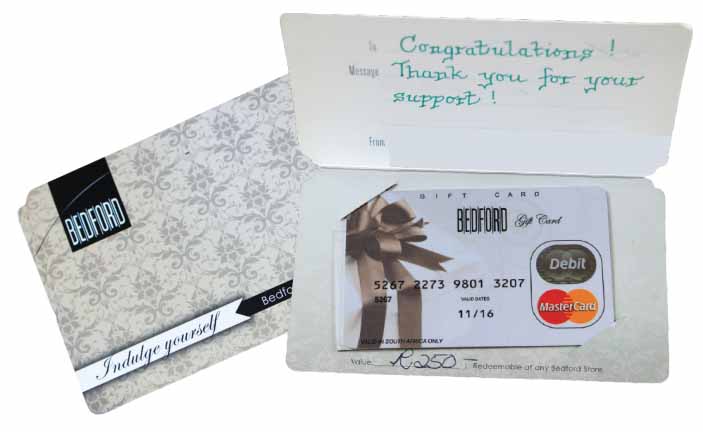 BEDFORD
Indulge yourself
To Congratulations !
Message Thank you for your
support !
From
GIFT CARD
BEDFORD Gift Card
Debit
5267 2273 9801 3207
5267
VALID DATES
11/16
MasterCard
VALID IN SOUTH AFRICA ONLY
Value R250- Redeemable at any Bedford Store